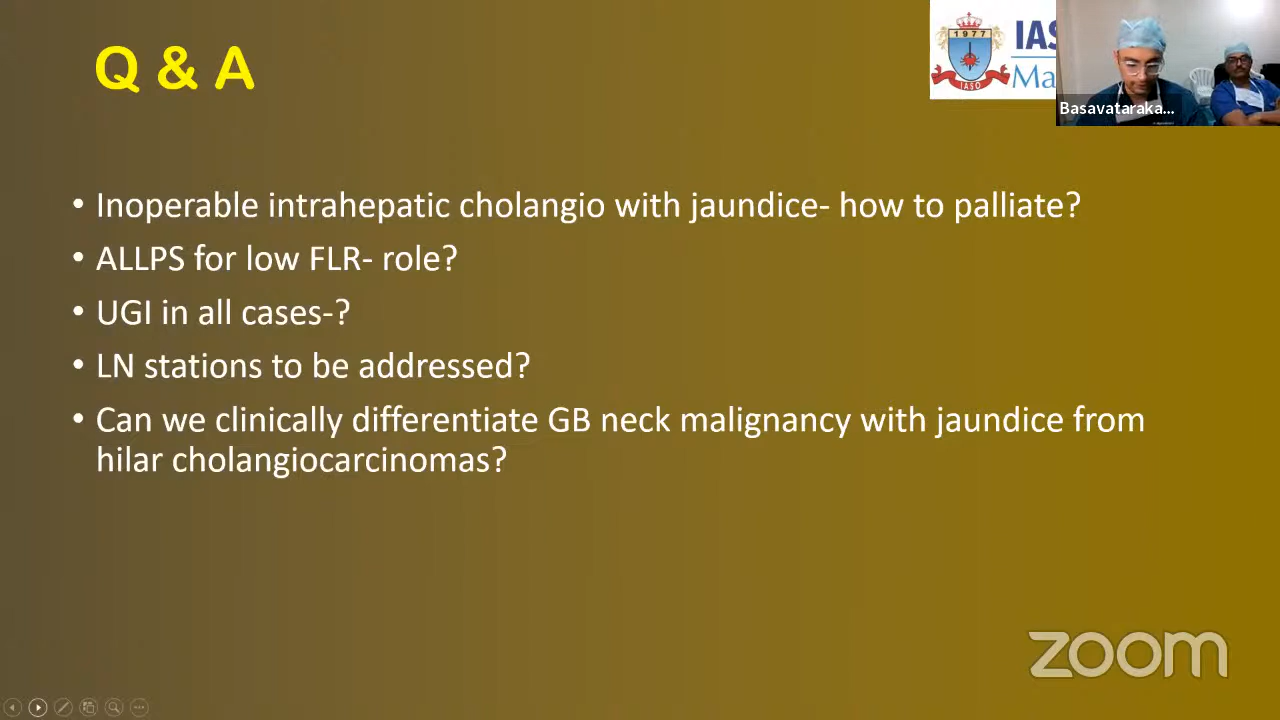 Q & A
1977
IASO
IAS
Ma
Basavataraka...
• Inoperable intrahepatic cholangio with jaundice- how to palliate?
• ALLPS for low FLR- role?
• UGI in all cases-?
• LN stations to be addressed?
• Can we clinically differentiate GB neck malignancy with jaundice from
hilar cholangiocarcinomas?
zoom